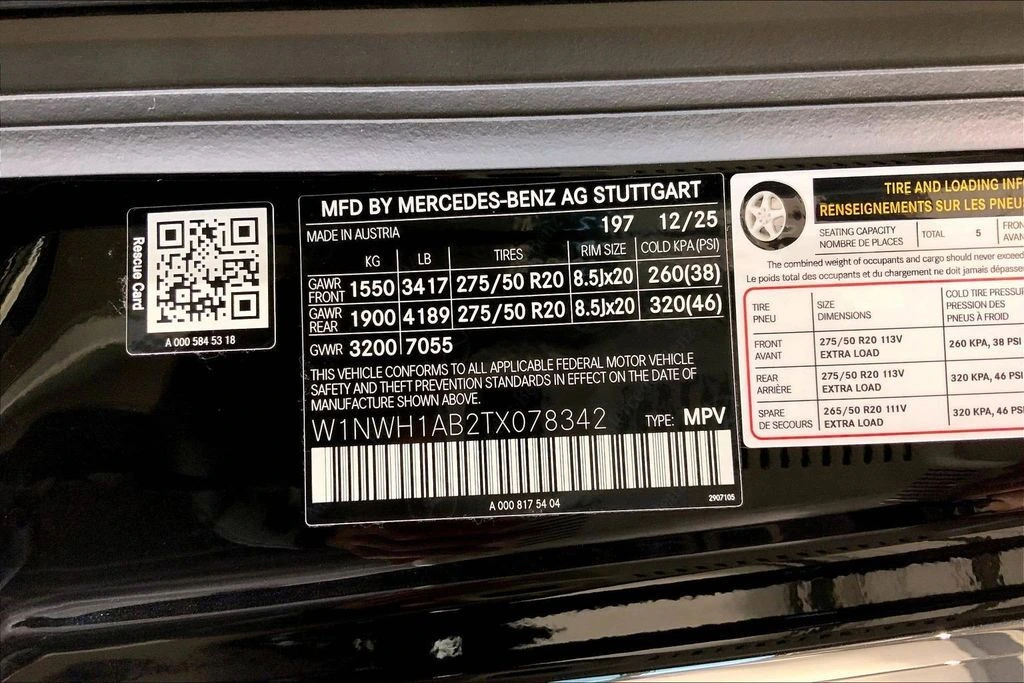 Rescue Card
A 000 584 53 18
MFD BY MERCEDES-BENZ AG STUTTGART
MADE IN AUSTRIA 197 12/25
KG LB TIRES RIM SIZE COLD KPA(PSI)
GAWR FRONT 1550 3417 275/50 R20 8.5Jx20 260(38)
GAWR REAR 1900 4189 275/50 R20 8.5Jx20 320(46)
GWR 3200 7055
THIS VEHICLE CONFORMS TO ALL APPLICABLE FEDERAL MOTOR VEHICLE
SAFETY AND THEFT PREVENTION STANDARDS IN EFFECT ON THE DATE OF
MANUFACTURE SHOWN ABOVE.
W1NWH1AB2TX078342 TYPE: MPV
A 000 817 54 04
2907105
TIRE AND LOADING
RENSEIGNEMENTS SUR LES
SEATING CAPACITY
NOMBRE DE PLACES
TOTAL 5
The combined weight of occupants and cargo should never
Le poids total des occupants et du chargement ne doit jamais
TIRE
PNEU
SIZE
DIMENSIONS
COLD TIRE
PRESSION DES
PNEUS À FROID
FRONT
AVANT
275/50 R20 113V
EXTRA LOAD
260 KPA, 38 PSI
REAR
ARRIÈRE
275/50 R20 113V
EXTRA LOAD
320 KPA, 46 PSI
SPARE
DE SECOURS
265/50 R20 111V
EXTRA LOAD
320 KPA, 46 PSI